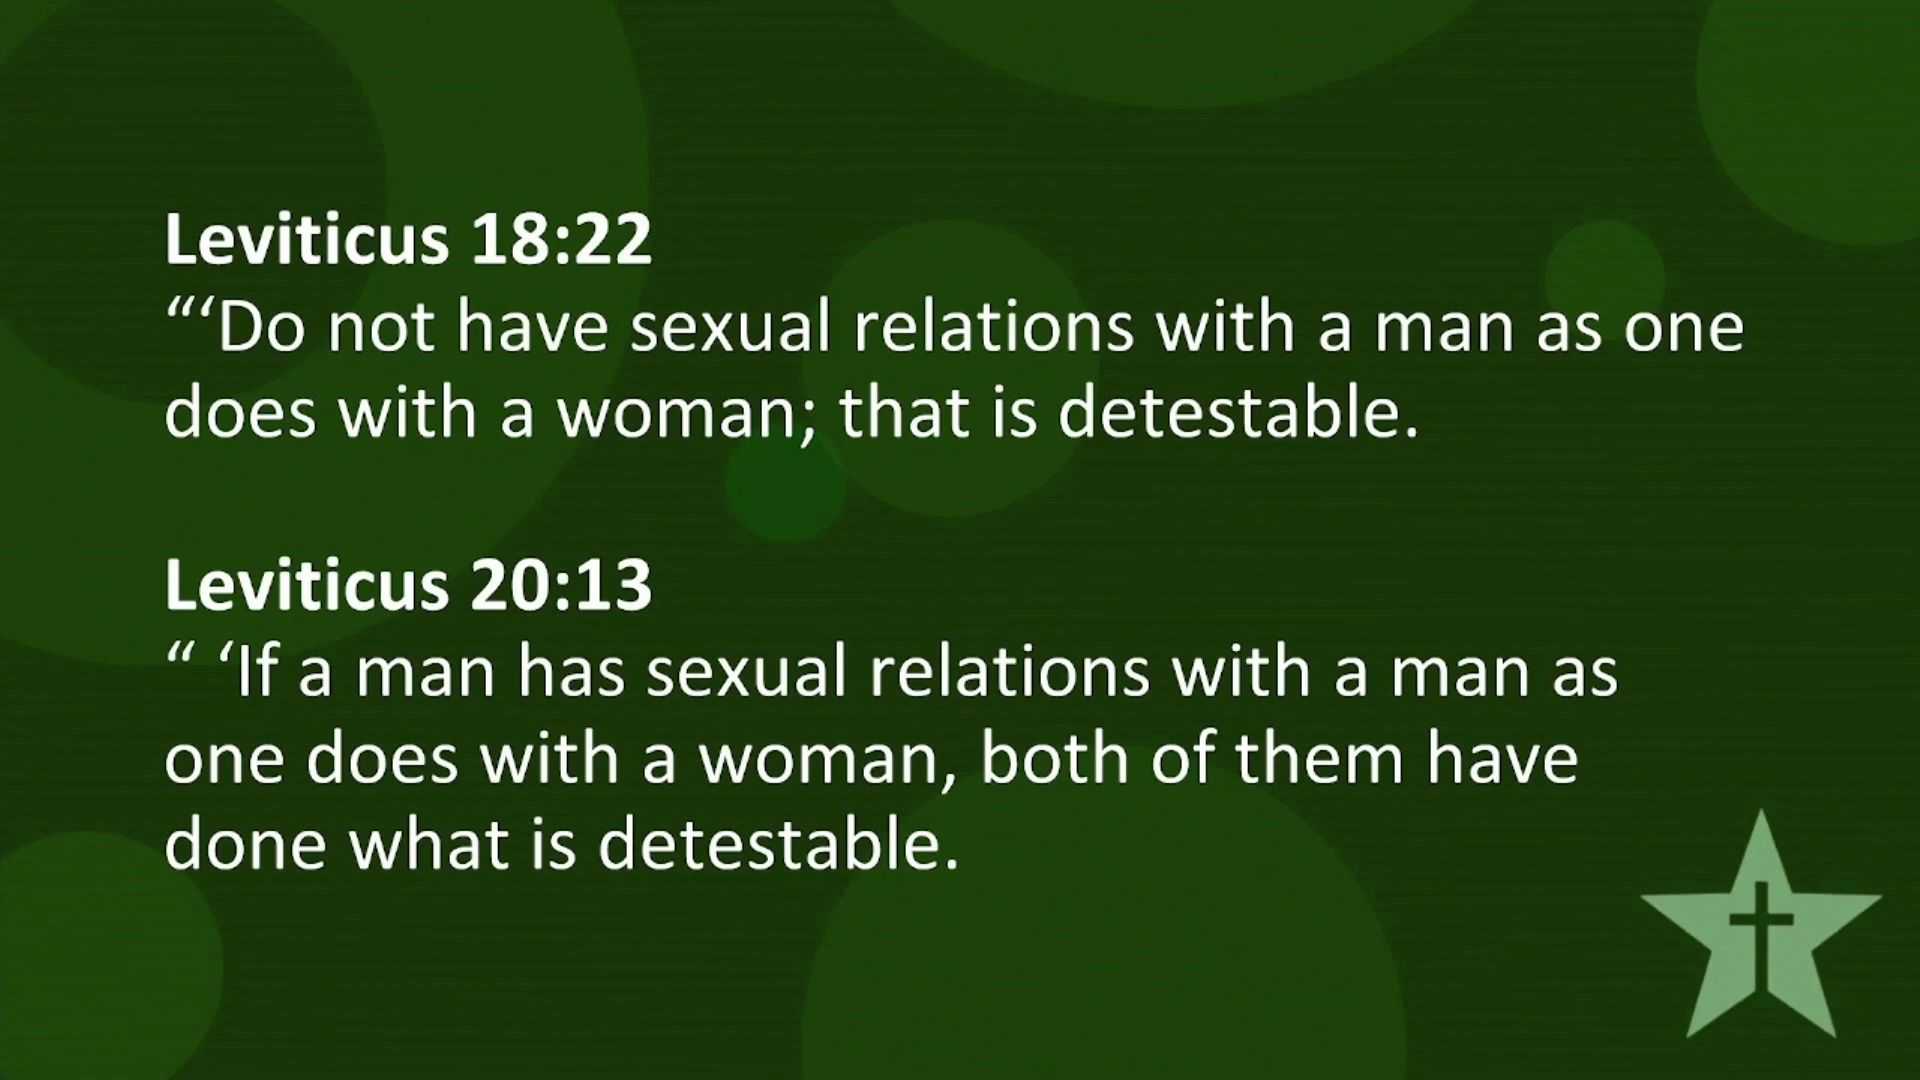 Leviticus 18:22
“‘Do not have sexual relations with a man as one
does with a woman; that is detestable.
Leviticus 20:13
“ ‘If a man has sexual relations with a man as
one does with a woman, both of them have
done what is detestable.